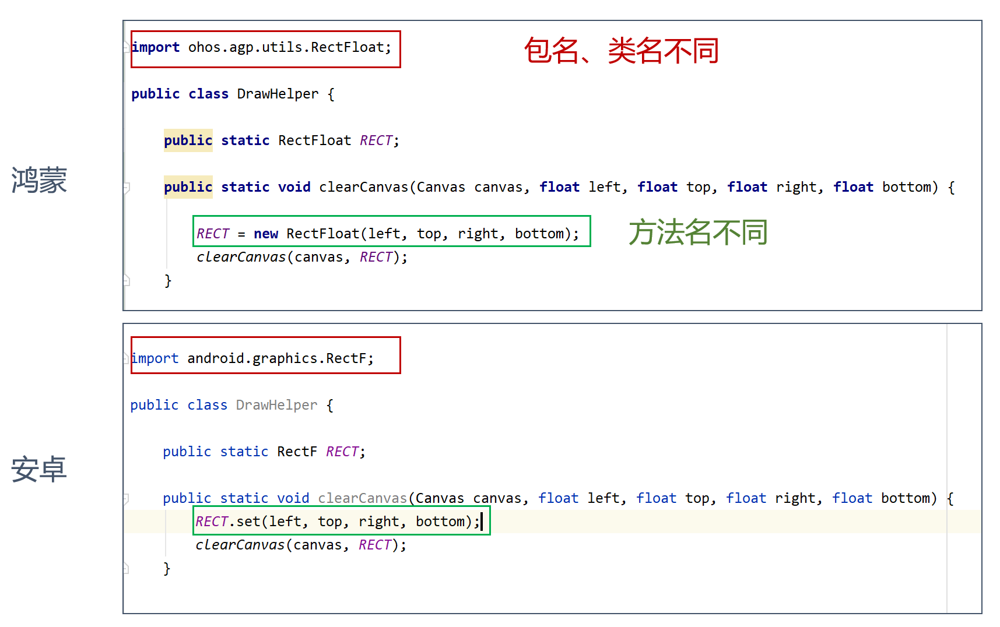 import ohos.agp.utils.RectFloat;
包名、类名不同
public class DrawHelper {
public static RectFloat RECT;
鸿蒙
public static void clearCanvas(Canvas canvas, float left, float top, float right, float bottom) {
RECT = new RectFloat(left, top, right, bottom);
方法名不同
clearCanvas(canvas, RECT);
}
import android.graphics.RectF;
public class DrawHelper {
public static RectF RECT;
安卓
public static void clearCanvas(Canvas canvas, float left, float top, float right, float bottom) {
RECT.set(left, top, right, bottom);
clearCanvas(canvas, RECT);
}